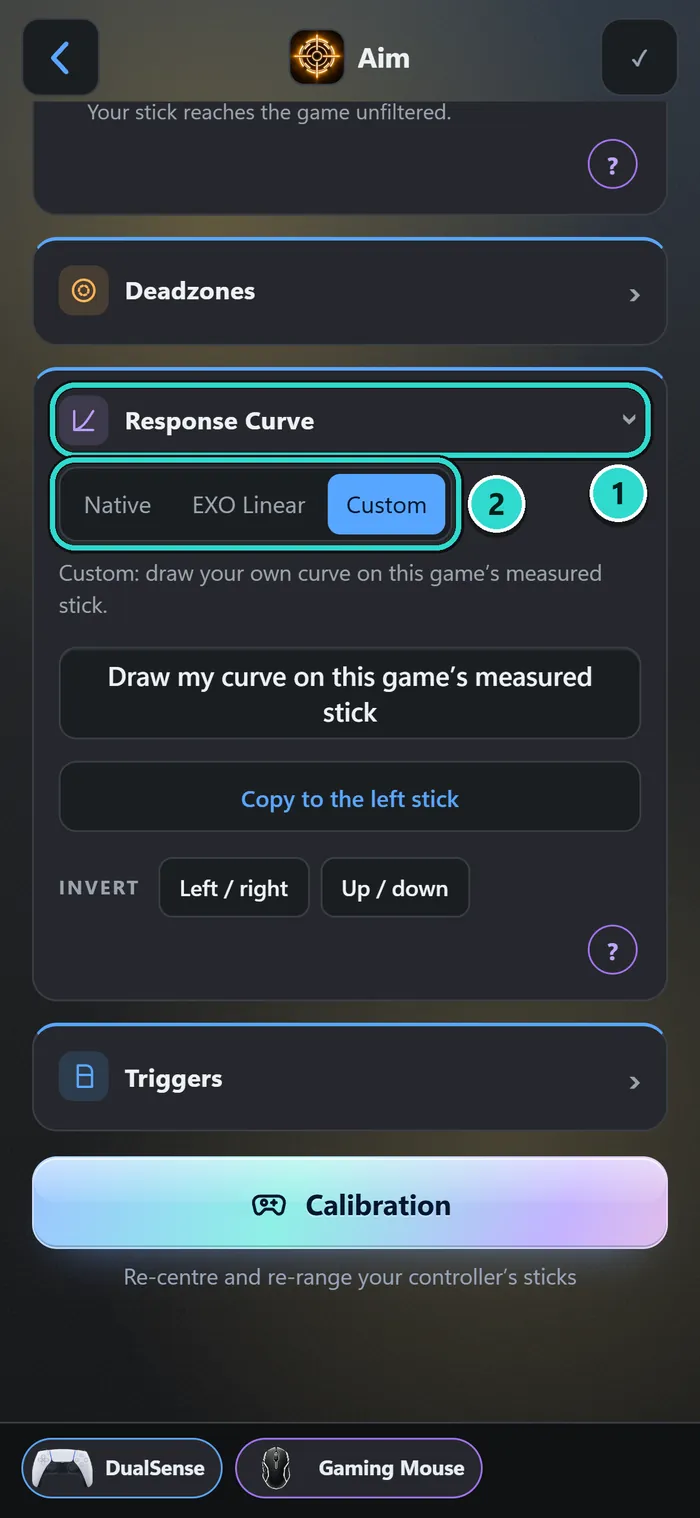 Aim
✓
Your stick reaches the game unfiltered.
?
Deadzones
Response Curve
1
Native EXO Linear Custom
2
Custom: draw your own curve on this game’s measured
stick.
Draw my curve on this game’s measured
stick
Copy to the left stick
INVERT Left / right Up / down
?
Triggers
Calibration
Re-centre and re-range your controller’s sticks
DualSense Gaming Mouse